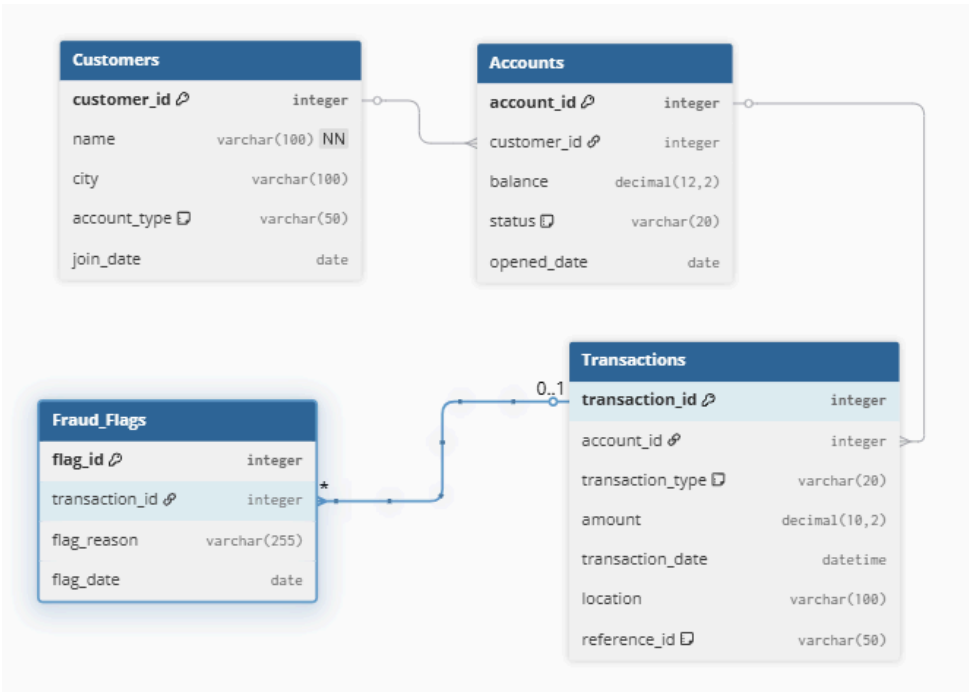 Customers
customer_id integer
name varchar(100) NN
city varchar(100)
account_type varchar(50)
join_date date
Accounts
account_id integer
customer_id integer
balance decimal(12,2)
status varchar(20)
opened_date date
Transactions
0..1
transaction_id integer
account_id integer
transaction_type varchar(20)
amount decimal(10,2)
transaction_date datetime
location varchar(100)
reference_id varchar(50)
Fraud_Flags
flag_id integer
*
transaction_id integer
flag_reason varchar(255)
flag_date date